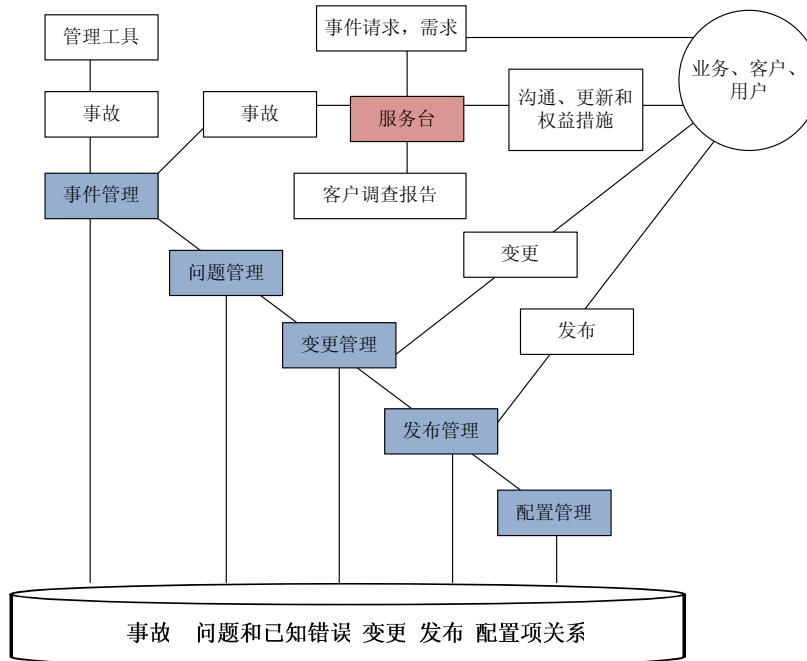 管理工具
事件请求，需求
业务、客户、
用户
事故
事故
服务台
沟通、更新和
权益措施
事件管理
客户调查报告
问题管理
变更
变更管理
发布
发布管理
配置管理
事故 问题和已知错误 变更 发布 配置项关系